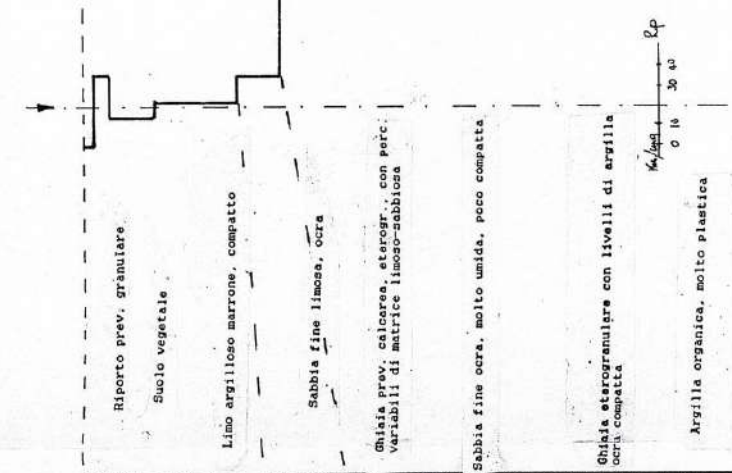 Riporto prev. granulare
Suolo vegetale
Limo argilloso marrone, compatto
Sabbia fine limosa, ocra
Ghiaia prev. calcarea, eterogr., con perc.
variabili di matrice limoso-sabbiosa
Sabbia fine ocra, molto umida, poco compatta
Ghiaia eterogranulare con livelli di argilla
ocra compatta
0 10 30 40 Rp
Argilla organica, molto plastica